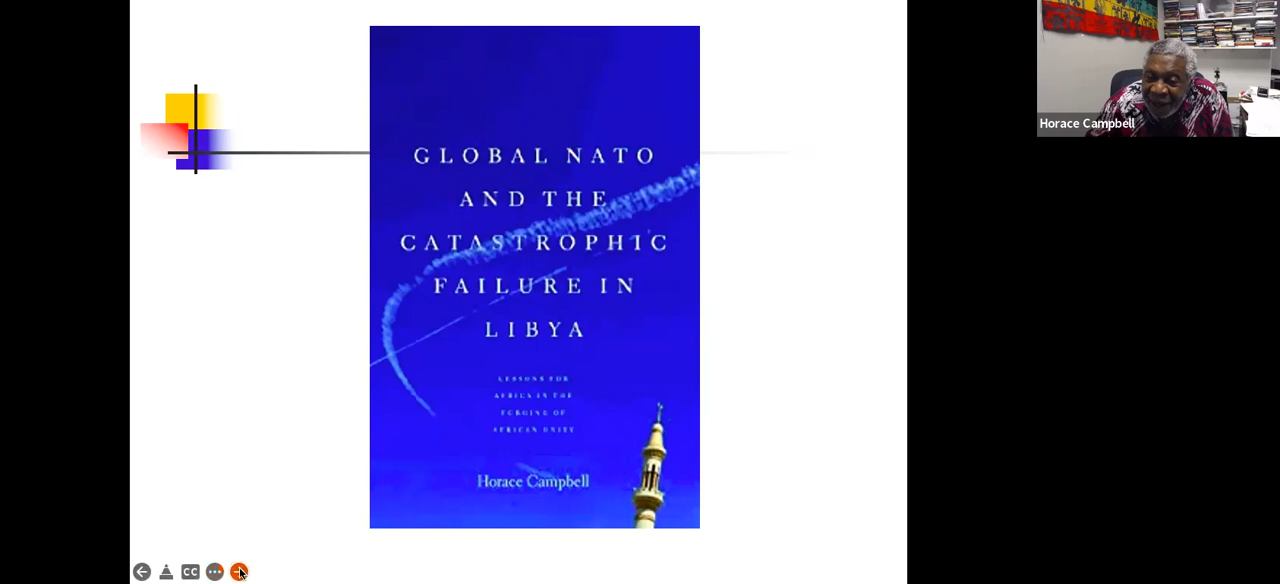 GLOBAL NATO
AND THE
CATASTROPHIC
FAILURE IN
LIBYA
LESSONS FOR
AFRICA IN THE
FORGING OF
AFRICAN UNITY
Horace Campbell
Horace Campbell
CC